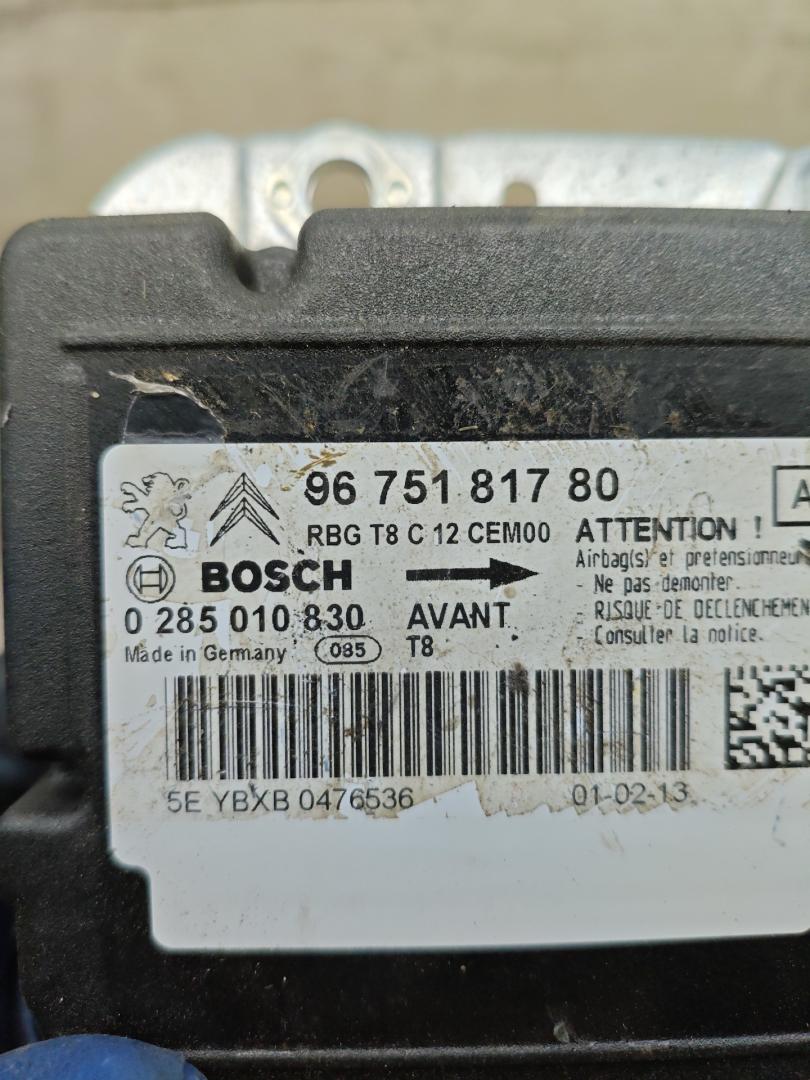 96 751 817 80
RBG T8 C 12 CEM00
ATTENTION !
BOSCH
Airbag(s) et pretensionneur
- Ne pas demonter.
0 285 010 830
AVANT
- RISQUE DE DECLENCHEMEN
Made in Germany
085
T8
- Consulter la notice.
5E YBXB 0476536
01-02-13
A